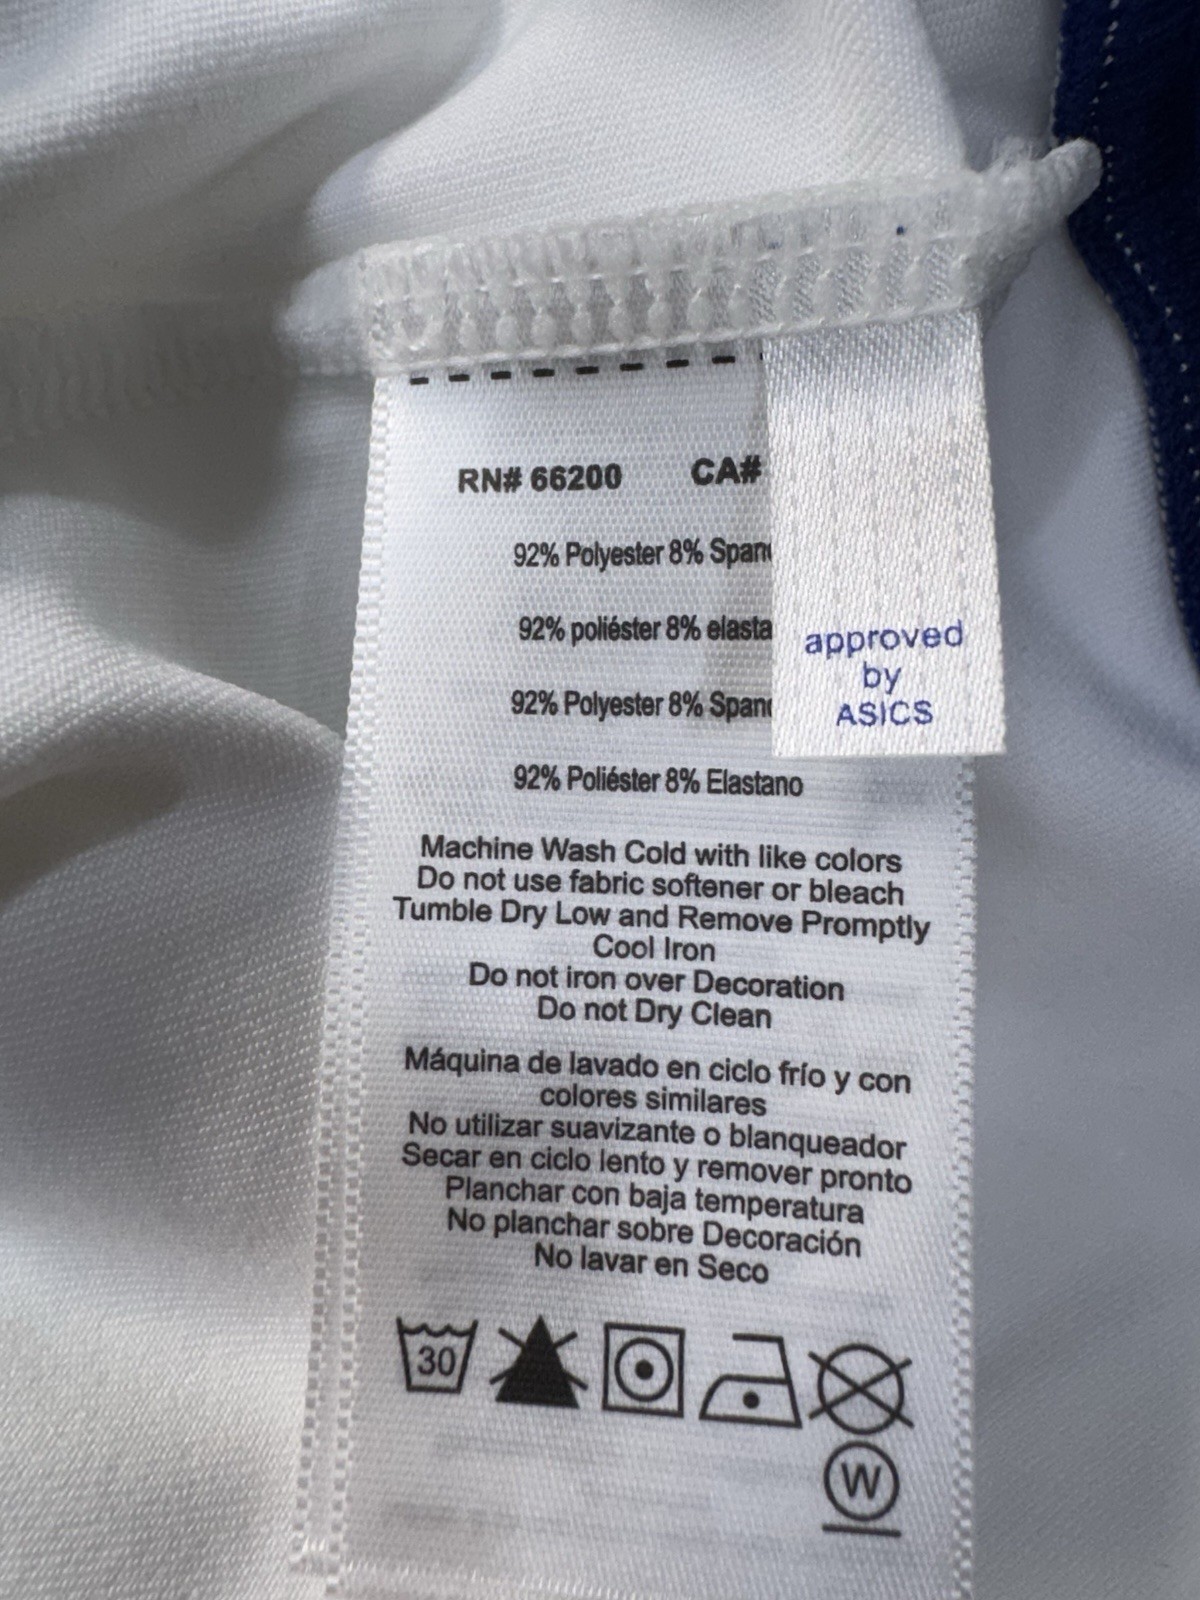 RN# 66200 CA#
92% Polyester 8%
92% poliéster 8%
92% Polyester 8%
92% Poliéster 8% Elastano
approved
by
ASICS
Machine Wash Cold with like colors
Do not use fabric softener or bleach
Tumble Dry Low and Remove Promptly
Cool Iron
Do not iron over Decoration
Do not Dry Clean
Máquina de lavado en ciclo frío y con
colores similares
No utilizar suavizante o blanqueador
Secar en ciclo lento y remover pronto
Planchar con baja temperatura
No planchar sobre Decoración
No lavar en Seco
30
W